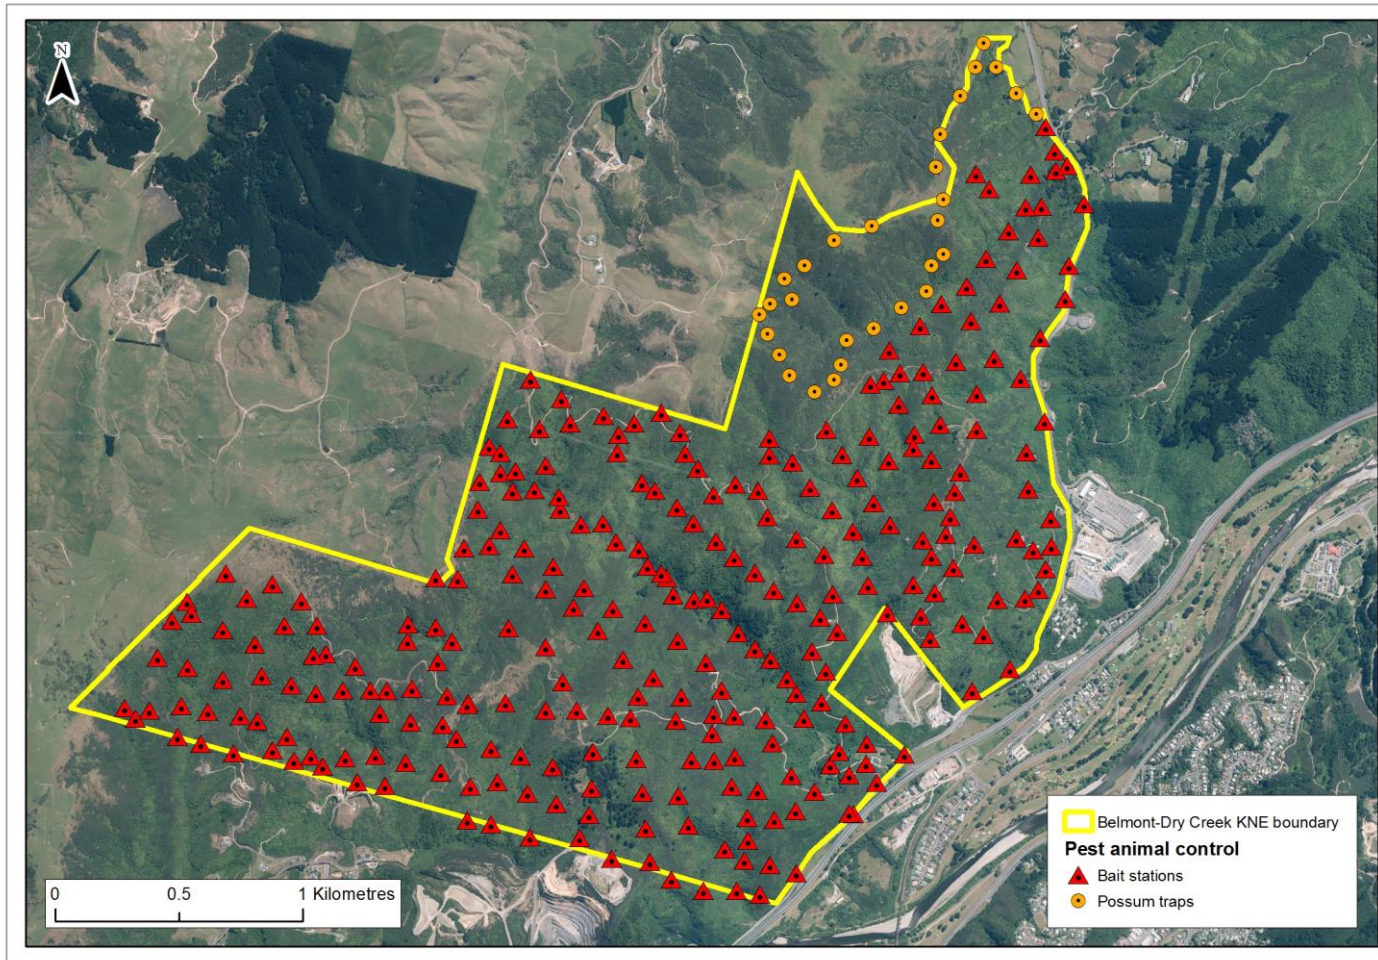 N
Belmont-Dry Creek KNE boundary
Pest animal control
Bait stations
Possum traps
0 0.5 1 Kilometres